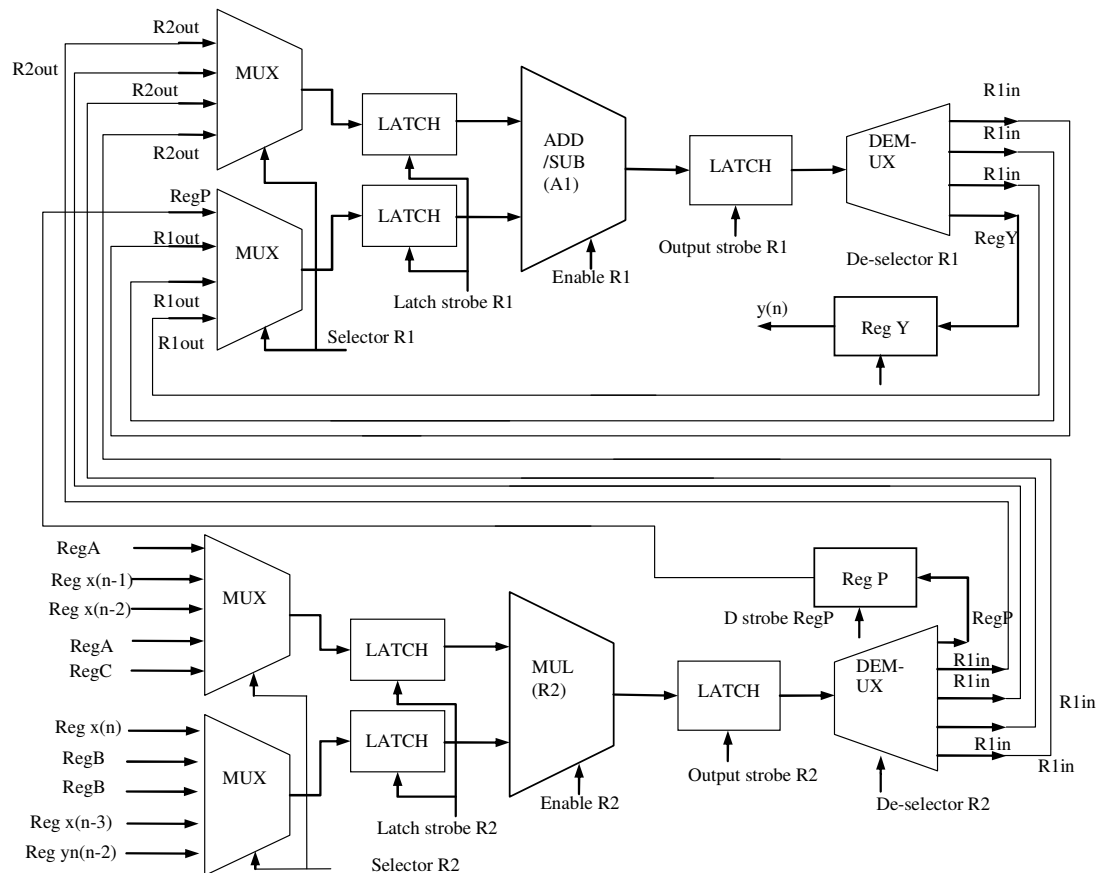 R2out
R2out
R2out
R2out
MUX
LATCH
ADD
/SUB
(A1)
LATCH
DEM-
UX
R1in
R1in
R1in
RegY
RegP
R1out
R1out
R1out
MUX
LATCH
Latch strobe R1
Selector R1
Enable R1
Output strobe R1
De-selector R1
y(n)
Reg Y
RegA
Reg x(n-1)
Reg x(n-2)
RegA
RegC
MUX
LATCH
MUL
(R2)
LATCH
D strobe RegP
Reg P
RegP
DEM-
UX
R1in
R1in
R1in
R1in
R1in
Reg x(n)
RegB
RegB
Reg x(n-3)
Reg yn(n-2)
MUX
LATCH
Latch strobe R2
Selector R2
Enable R2
Output strobe R2
De-selector R2